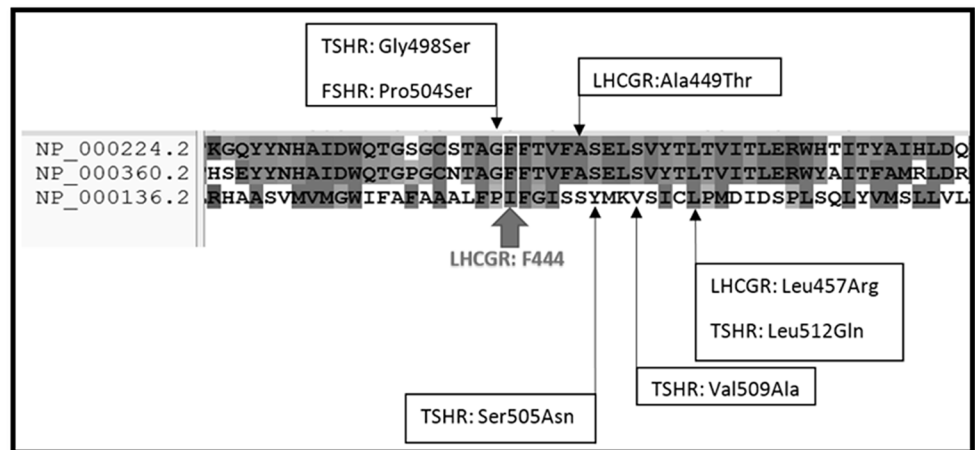 TSHR: Gly498Ser
FSHR: Pro504Ser
LHCGR:Ala449Thr
NP_000224.2 KGQYYNHAIDWQTGSGCSTAGFFTVFASELSVYTLTVITLERWHTITYAIHLDQ
NP_000360.2 HSEYYNHAIDWQTGPGCNTAGFFTVFASELSVYTLTVITLERWYAITFAMRLDR
NP_000136.2 RHAASVMVMGWIFAFAAALFPIFGISSYMKVSICLPMDIDSPLSQLYVMSLLVL
LHCGR: F444
LHCGR: Leu457Arg
TSHR: Leu512Gln
TSHR: Val509Ala
TSHR: Ser505Asn